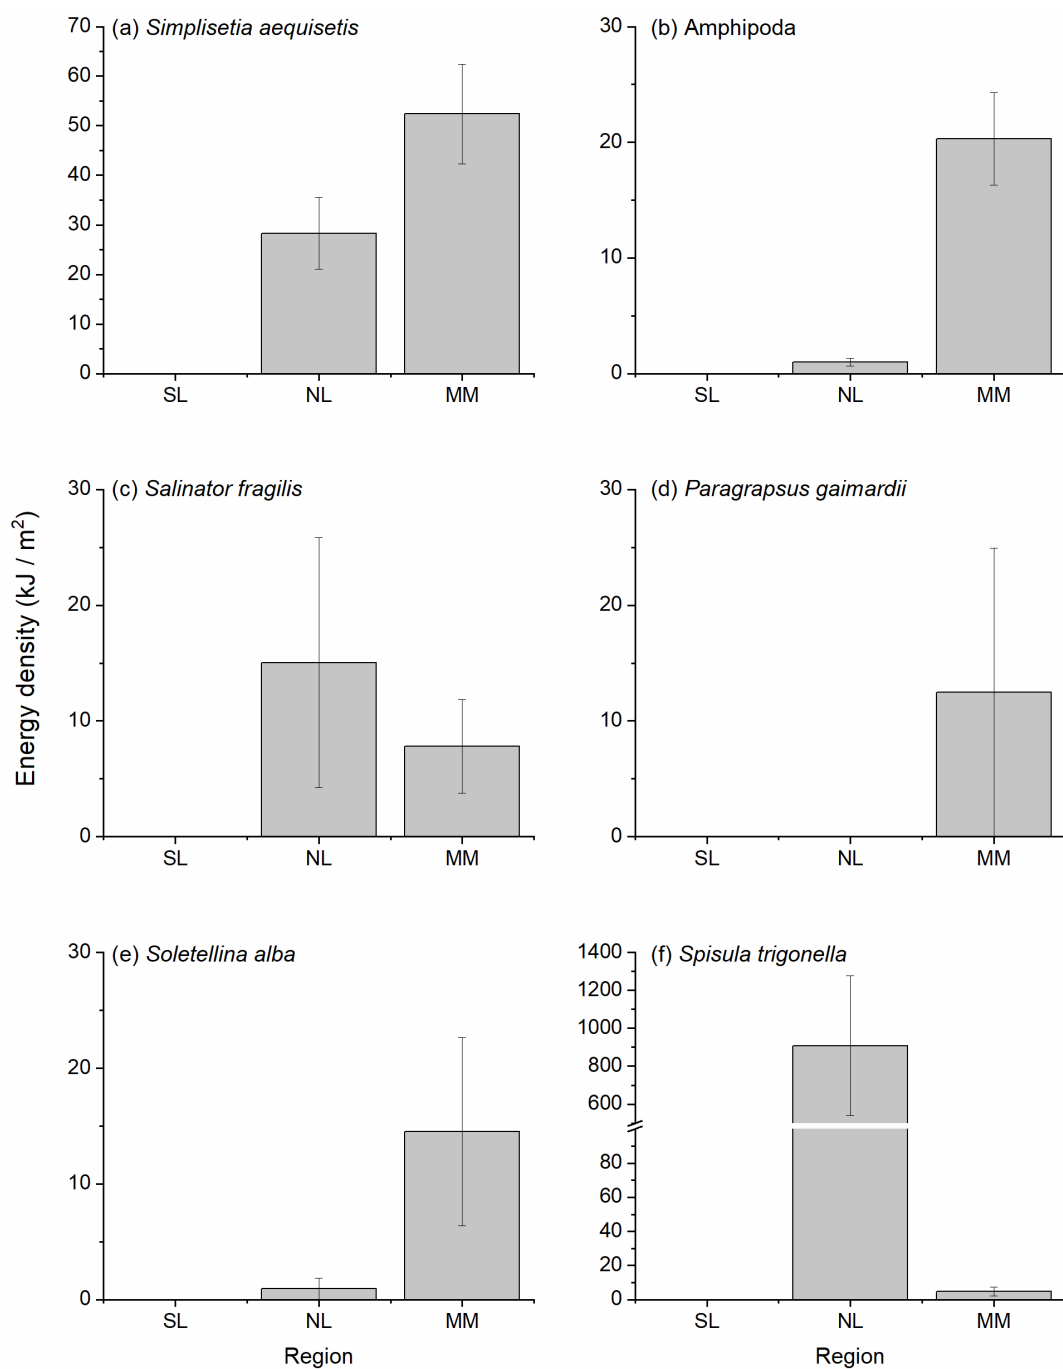 (a) Simplisetia aequisetis
70
60
50
40
30
20
10
0
SL NL MM
(b) Amphipoda
30
20
10
0
SL NL MM
Energy density (kJ / m²)
(c) Salinator fragilis
30
20
10
0
SL NL MM
(d) Paragrapsus gaimardii
30
20
10
0
SL NL MM
(e) Soletellina alba
30
20
10
0
SL NL MM
Region
(f) Spisula trigonella
1400
1200
1000
800
600
80
60
40
20
0
SL NL MM
Region